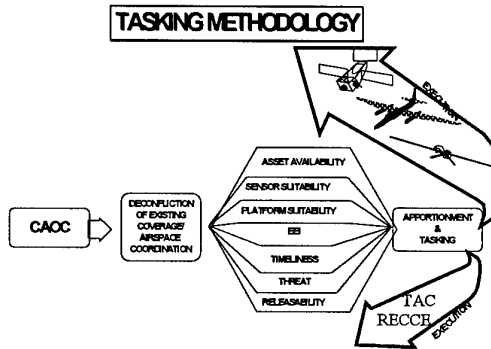 TASKING METHODOLOGY
EXECUTION
ASSET AVAILABILITY
SENSOR SUITABILITY
PLATFORM SUITABILITY
EEI
TIMELINESS
THREAT
RELEASABILITY
CAOC
DECONFLICTION
OF EXISTING
COVERAGE/
AIRSPACE
COORDINATION
APPORTIONMENT
&
TASKING
TAC
RECCE
EXECUTION